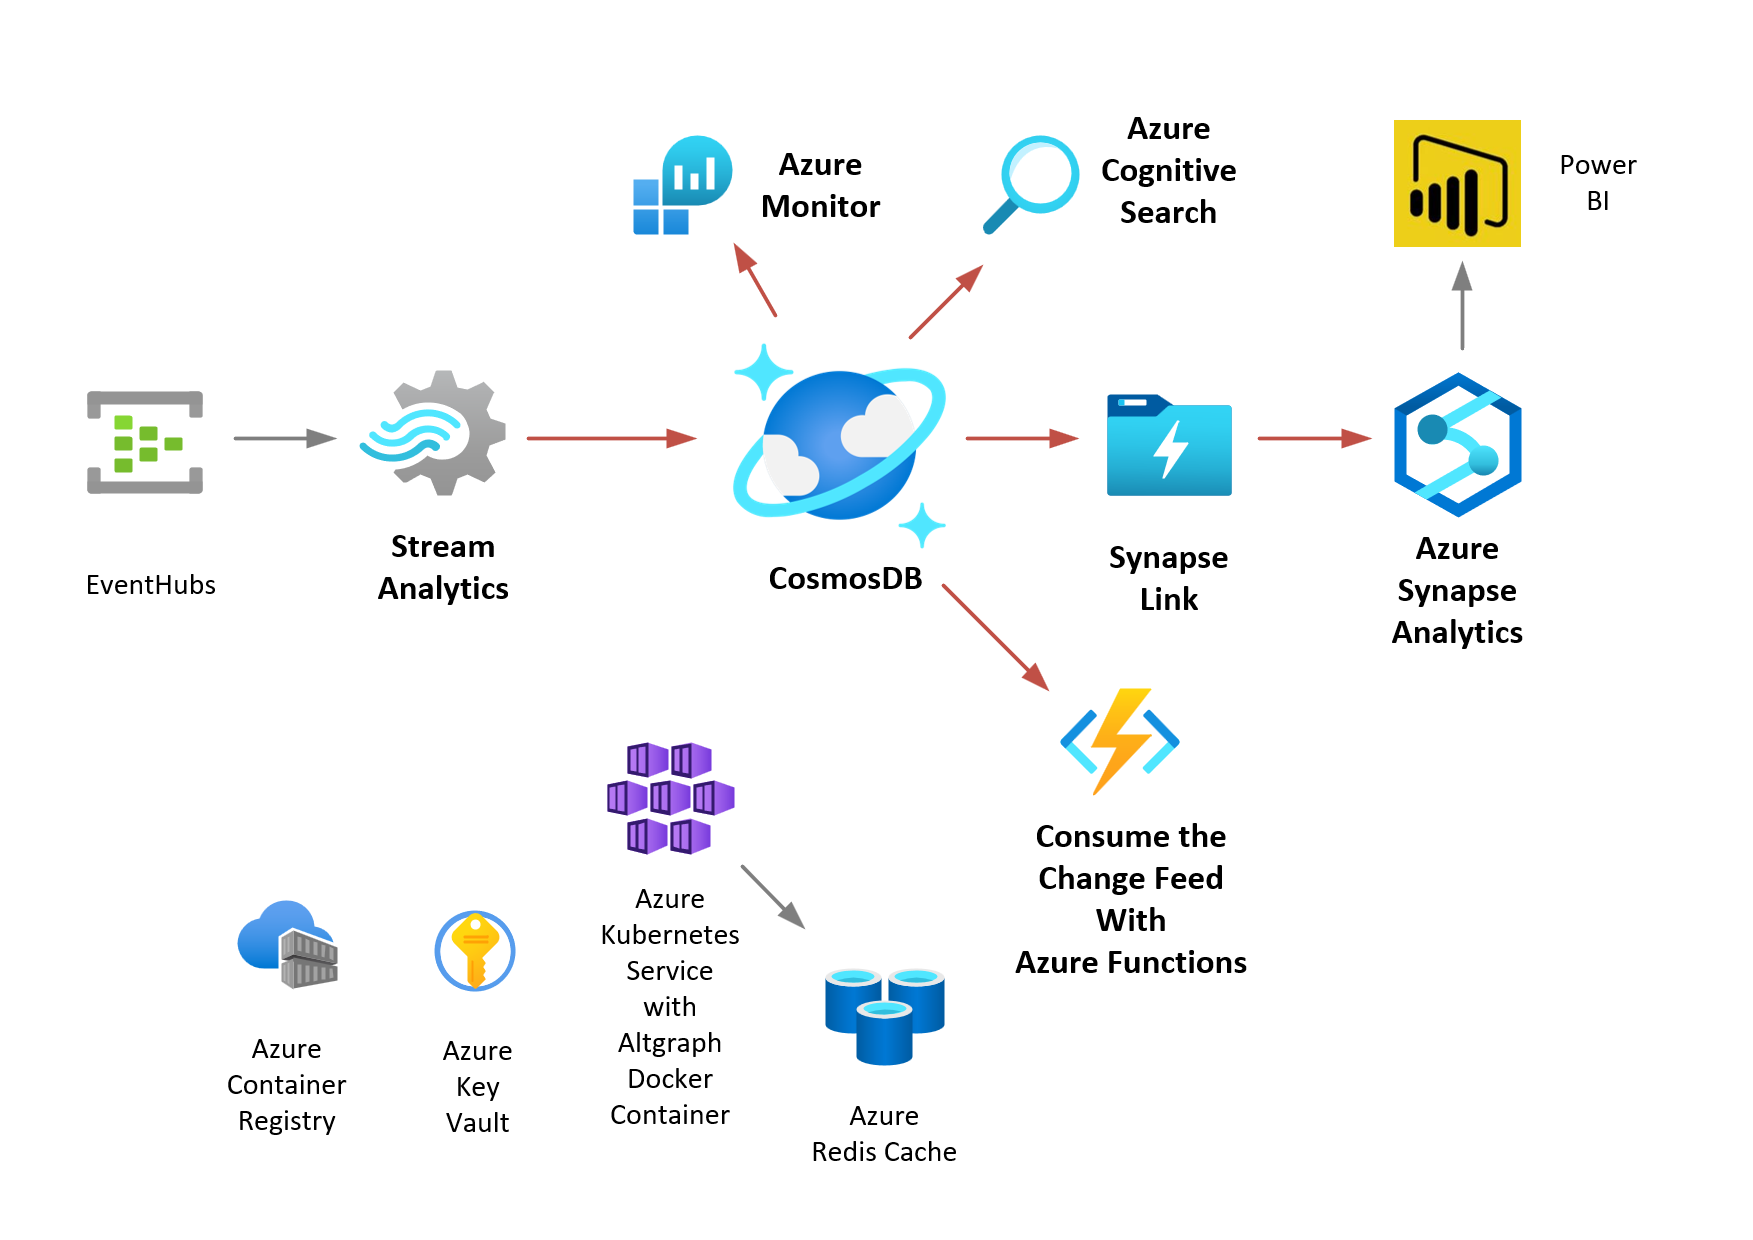 Azure
Monitor
Azure
Cognitive
Search
Power
BI
EventHubs
Stream
Analytics
CosmosDB
Synapse
Link
Azure
Synapse
Analytics
Consume the
Change Feed
With
Azure Functions
Azure
Container
Registry
Azure
Key
Vault
Azure
Kubernetes
Service
with
Altgraph
Docker
Container
Azure
Redis Cache